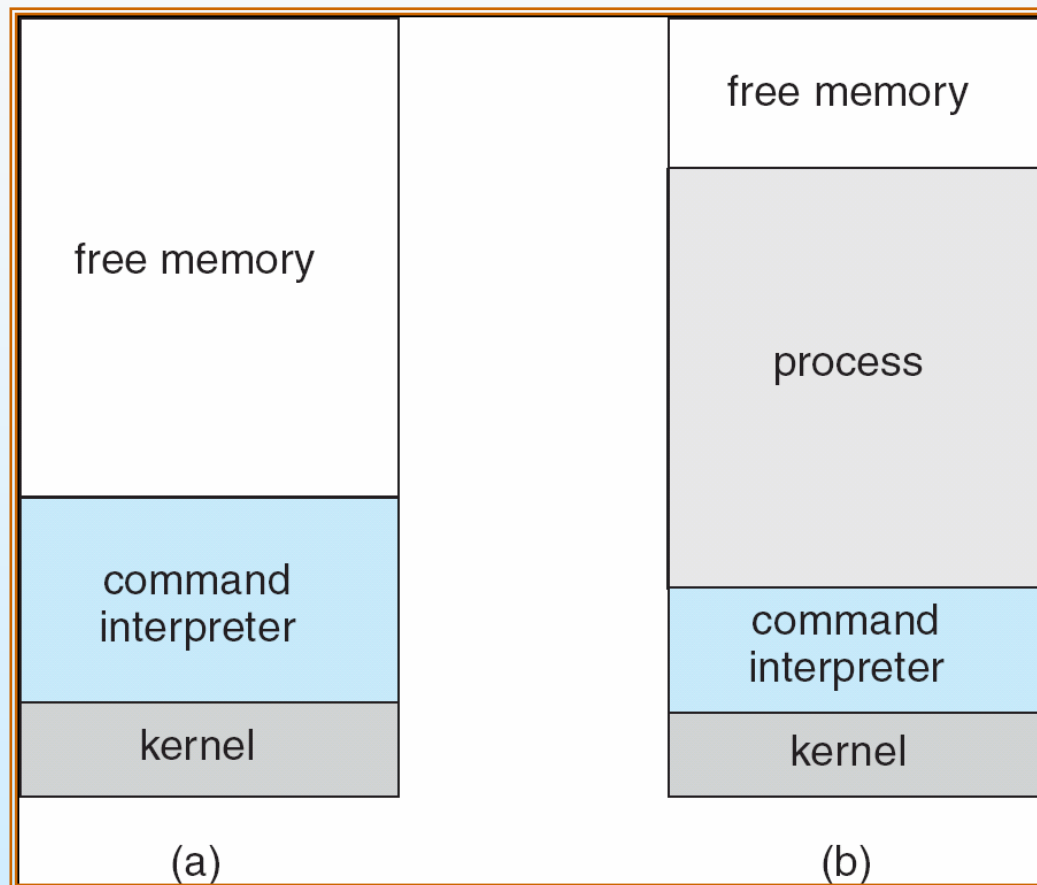 free memory
command
interpreter
kernel
(a)
free memory
process
command
interpreter
kernel
(b)